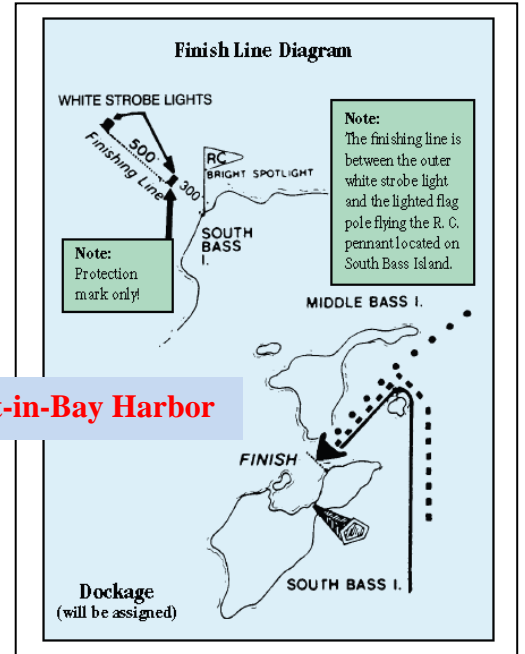 Finish Line Diagram
WHITE STROBE LIGHTS
500'
Finishing Line
300'
RC
BRIGHT SPOTLIGHT
SOUTH
BASS
I.
Note:
The finishing line is
between the outer
white strobe light
and the lighted flag
pole flying the R. C.
pennant located on
South Bass Island.
Note:
Protection
mark only!
MIDDLE BASS I.
t-in-Bay Harbor
FINISH
SOUTH BASS I.
Dockage
(will be assigned)